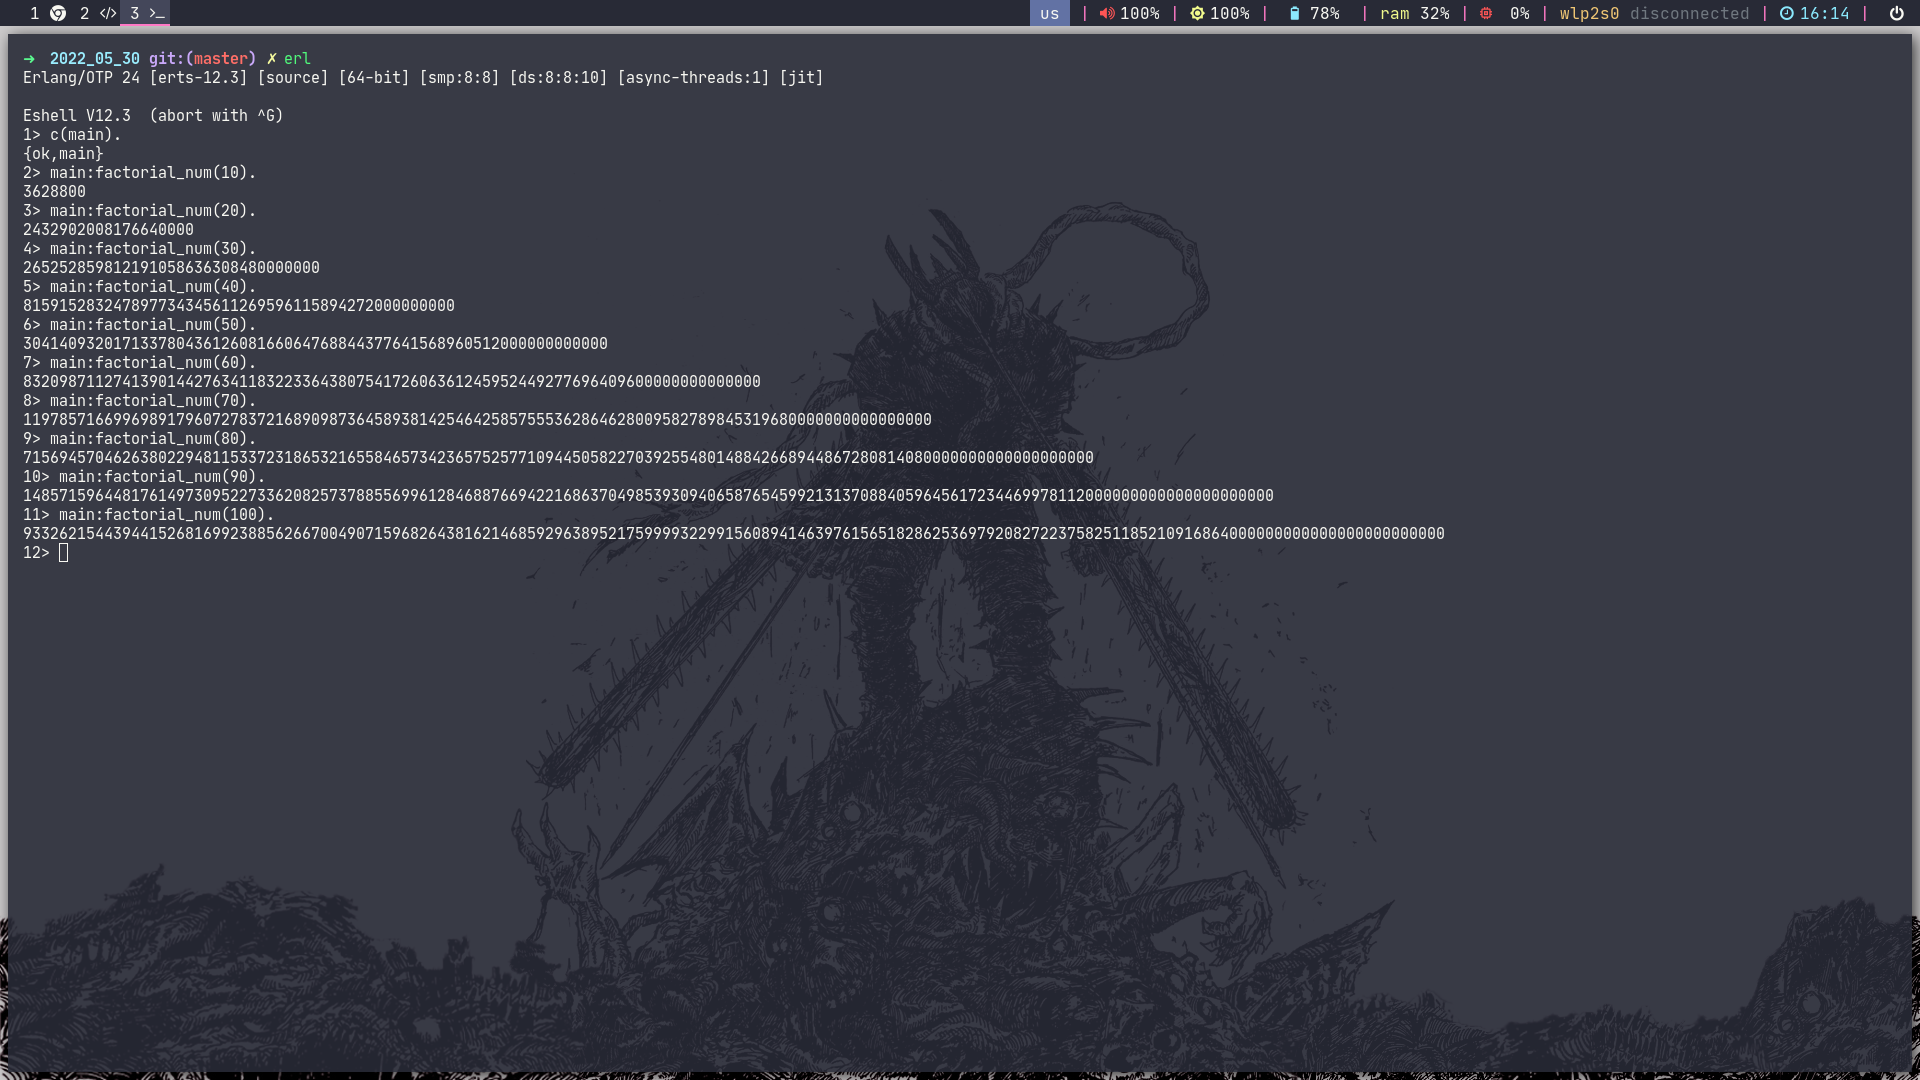 1 2 </> 3 >_ us | 100% | 100% | 78% | ram 32% | 0% | wlp2s0 disconnected | 16:14 |
➜ 2022_05_30 git:(master) ✗ erl
Erlang/OTP 24 [erts-12.3] [source] [64-bit] [smp:8:8] [ds:8:8:10] [async-threads:1] [jit]
Eshell V12.3 (abort with ^G)
1> c(main).
{ok,main}
2> main:factorial_num(10).
3628800
3> main:factorial_num(20).
2432902008176640000
4> main:factorial_num(30).
265252859812191058636308480000000
5> main:factorial_num(40).
815915283247897734345611269596115894272000000000
6> main:factorial_num(50).
30414093201713378043612608166064768844377641568960512000000000000
7> main:factorial_num(60).
8320987112741390144276341183223364380754172606361245952449277696409600000000000000
8> main:factorial_num(70).
11978571669969891796072783721689098736458938142546425857555362864628009582789845319680000000000000000
9> main:factorial_num(80).
71569457046263802294811533723186532165584657342365752577109445058227039255480148842668944867280814080000000000000000000
10> main:factorial_num(90).
1485715964481761497309522733620825737885569961284688766942216863704985393094065876545992131370884059645617234469978112000000000000000000000
11> main:factorial_num(100).
93326215443944152681699238856266700490715968264381621468592963895217599993229915608941463976156518286253697920827223758251185210916864000000000000000000000000
12>